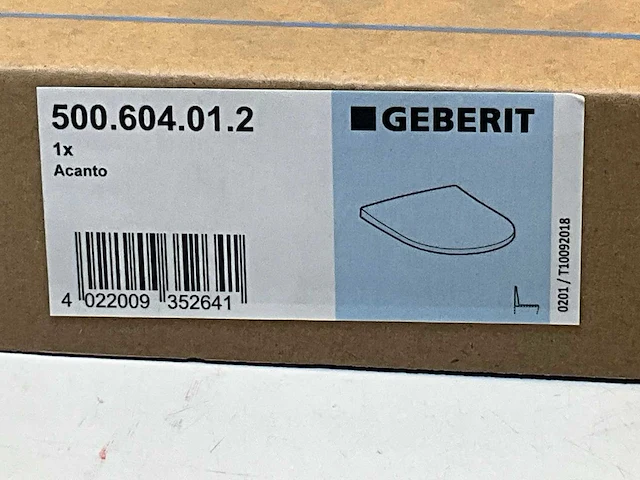 500.604.01.2
1x
Acanto
4 022009 352641
GEBERIT
0201 / T10092018